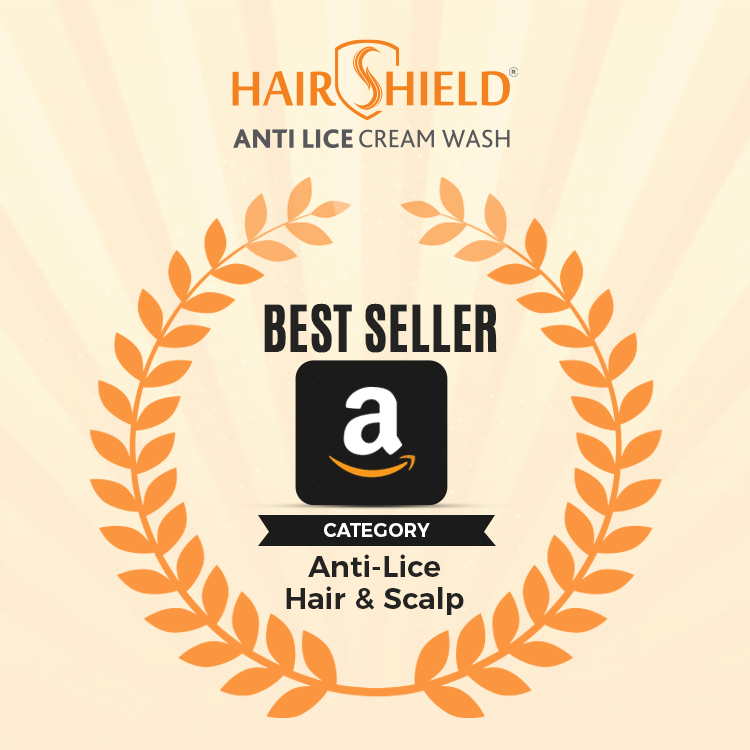 HAIRSHIELD®
ANTI LICE CREAM WASH
BEST SELLER
a
CATEGORY
Anti-Lice
Hair & Scalp